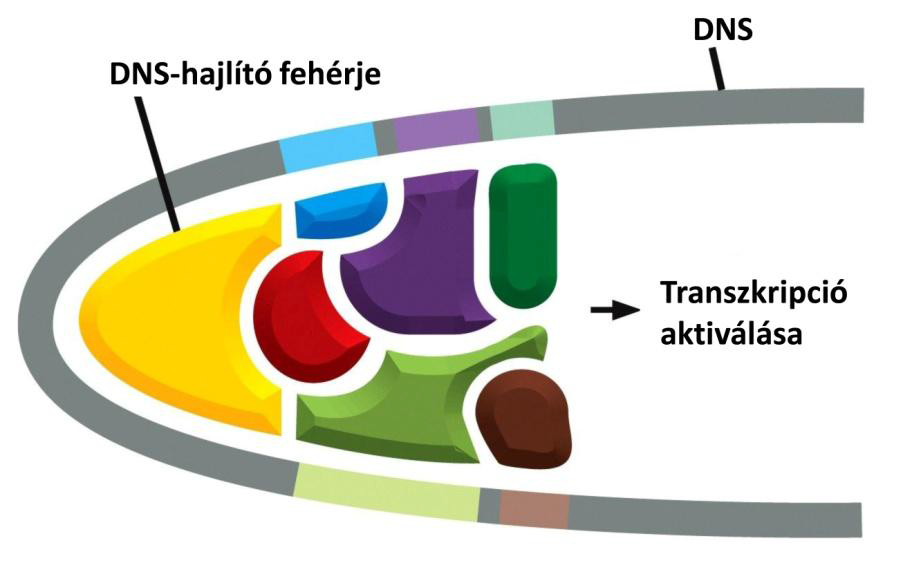 DNS
DNS-hajlító fehérje
Transzkripció
aktiválása